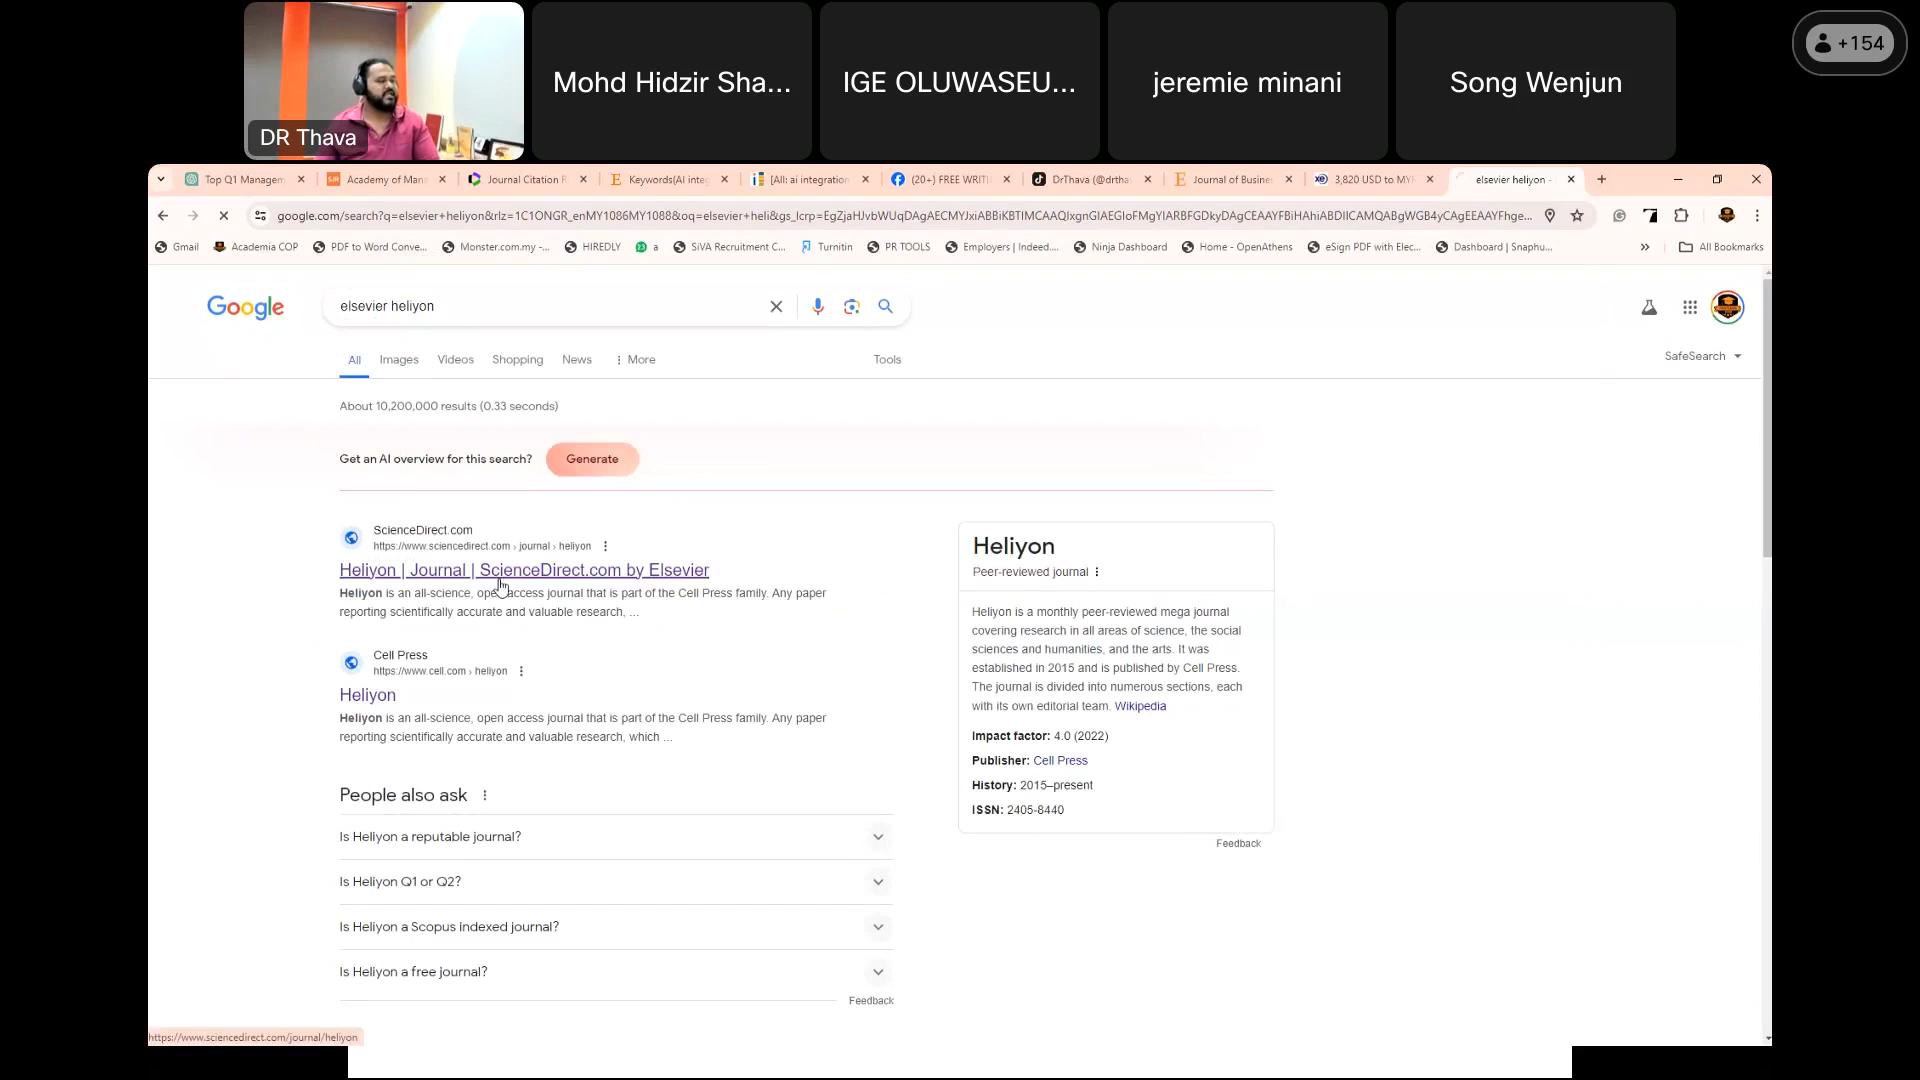 DR Thava
Mohd Hidzir Sha...
IGE OLUWASEU...
jeremie minani
Song Wenjun
+154
Top Q1 Managem
Academy of Man
Journal Citation R
Keywords(AI integ
[All: ai integration
(20+) FREE WRITI
DrThava (@drtha
Journal of Busine
3,820 USD to MY
elsevier heliyon -
google.com/search?q=elsevier+heliyon&rlz=1C1ONGR_enMY1086MY1088&oq=elsevier+heli&gs_lcrp=
Gmail
Academia COP
PDF to Word Conve...
Monster.com.my -...
HIREDLY
a
SiVA Recruitment C...
Turnitin
PR TOOLS
Employers | Indeed....
Ninja Dashboard
Home - OpenAthens
eSign PDF with Elec...
Dashboard | Snaphu...
All Bookmarks
Google
elsevier heliyon
All
Images
Videos
Shopping
News
More
Tools
SafeSearch
About 10,200,000 results (0.33 seconds)
Get an AI overview for this search?
Generate
ScienceDirect.com
https://www.sciencedirect.com › journal › heliyon
Heliyon | Journal | ScienceDirect.com by Elsevier
Heliyon is an all-science, open access journal that is part of the Cell Press family. Any paper
reporting scientifically accurate and valuable research, ...
Cell Press
https://www.cell.com › heliyon
Heliyon
Heliyon is an all-science, open access journal that is part of the Cell Press family. Any paper
reporting scientifically accurate and valuable research, which ...
People also ask
Is Heliyon a reputable journal?
Is Heliyon Q1 or Q2?
Is Heliyon a Scopus indexed journal?
Is Heliyon a free journal?
Feedback
Heliyon
Peer-reviewed journal
Heliyon is a monthly peer-reviewed mega journal
covering research in all areas of science, the social
sciences and humanities, and the arts. It was
established in 2015 and is published by Cell Press.
The journal is divided into numerous sections, each
with its own editorial team. Wikipedia
Impact factor: 4.0 (2022)
Publisher: Cell Press
History: 2015–present
ISSN: 2405-8440
Feedback
https://www.sciencedirect.com/journal/heliyon